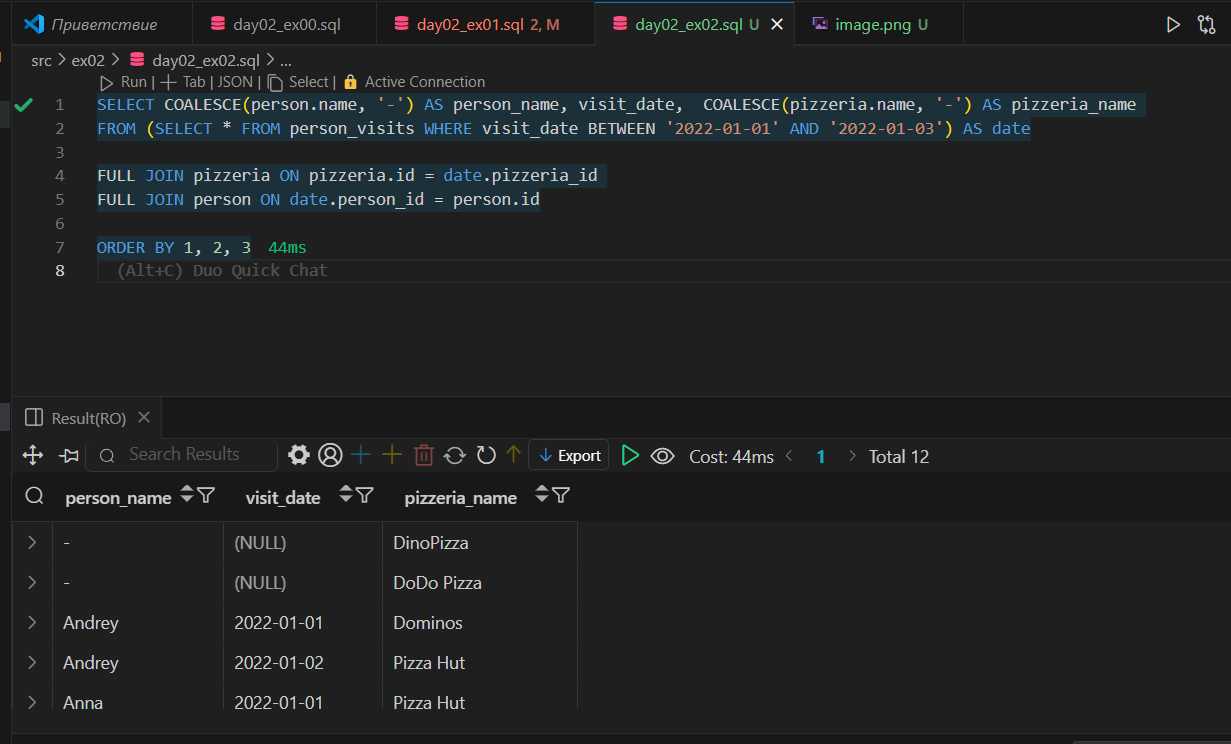 Приветствие day02_ex00.sql day02_ex01.sql 2, M day02_ex02.sql U image.png U
src > ex02 > day02_ex02.sql > ...
Run | Tab | JSON | Select | Active Connection
1 SELECT COALESCE(person.name, '-') AS person_name, visit_date,  COALESCE(pizzeria.name, '-') AS pizzeria_name
2 FROM (SELECT * FROM person_visits WHERE visit_date BETWEEN '2022-01-01' AND '2022-01-03') AS date
3
4 FULL JOIN pizzeria ON pizzeria.id = date.pizzeria_id
5 FULL JOIN person ON date.person_id = person.id
6
7 ORDER BY 1, 2, 3 44ms
8 (Alt+C) Duo Quick Chat
Result(RO)
Search Results Export Cost: 44ms < 1 > Total 12
person_name visit_date pizzeria_name
- (NULL) DinoPizza
- (NULL) DoDo Pizza
Andrey 2022-01-01 Dominos
Andrey 2022-01-02 Pizza Hut
Anna 2022-01-01 Pizza Hut